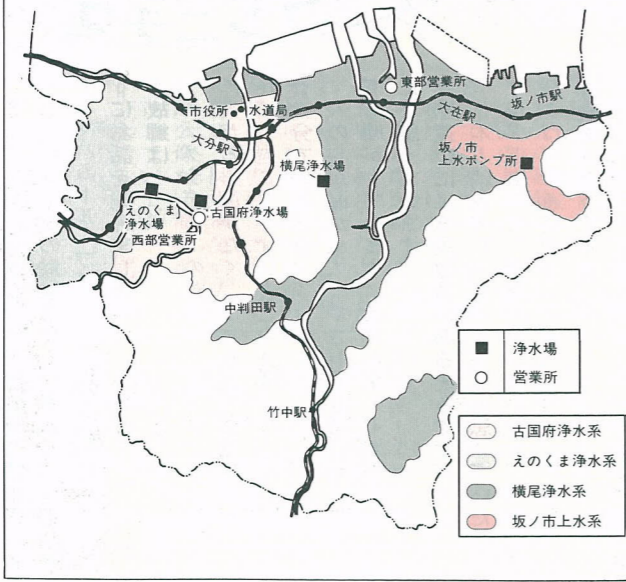 東部営業所
市役所
水道局
大在駅
坂ノ市駅
大分駅
坂ノ市
上水ポンプ所
横尾浄水場
えのくま
浄水場
古国府浄水場
西部営業所
中判田駅
竹中駅
浄水場
営業所
古国府浄水系
えのくま浄水系
横尾浄水系
坂ノ市上水系